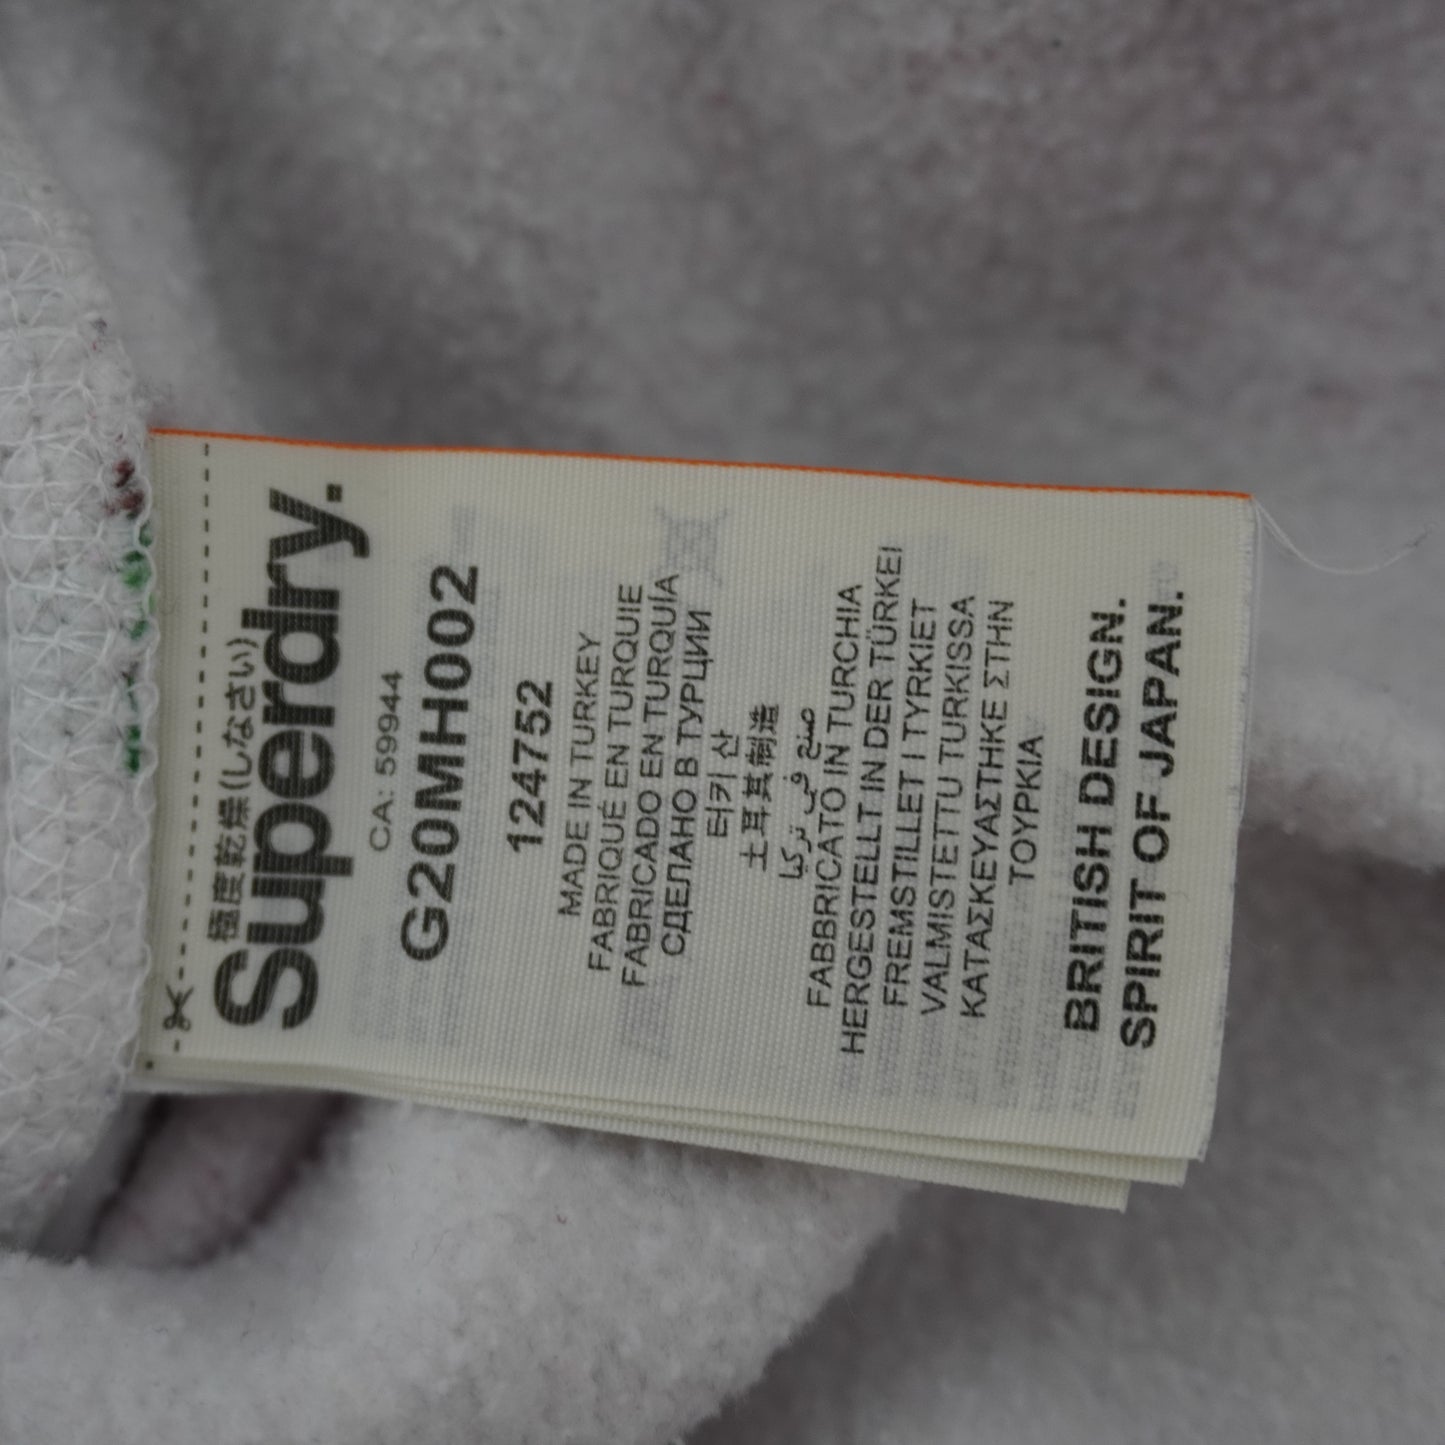 極度乾燥(しなさい)
Superdry.
CA: 59944
G20MH002
124752
MADE IN TURKEY
FABRIQUÉ EN TURQUIE
FABRICADO EN TURQUÍA
СДЕЛАНО В ТУРЦИИ
터키 산
土耳其制造
صنع في تركيا
FABBRICATO IN TURCHIA
HERGESTELLT IN DER TÜRKEI
FREMSTILLET I TYRKIET
VALMISTETTU TURKISSA
ΚΑΤΑΣΚΕΥΑΣΤΗΚΕ ΣΤΗΝ
ΤΟΥΡΚΙΑ
BRITISH DESIGN.
SPIRIT OF JAPAN.